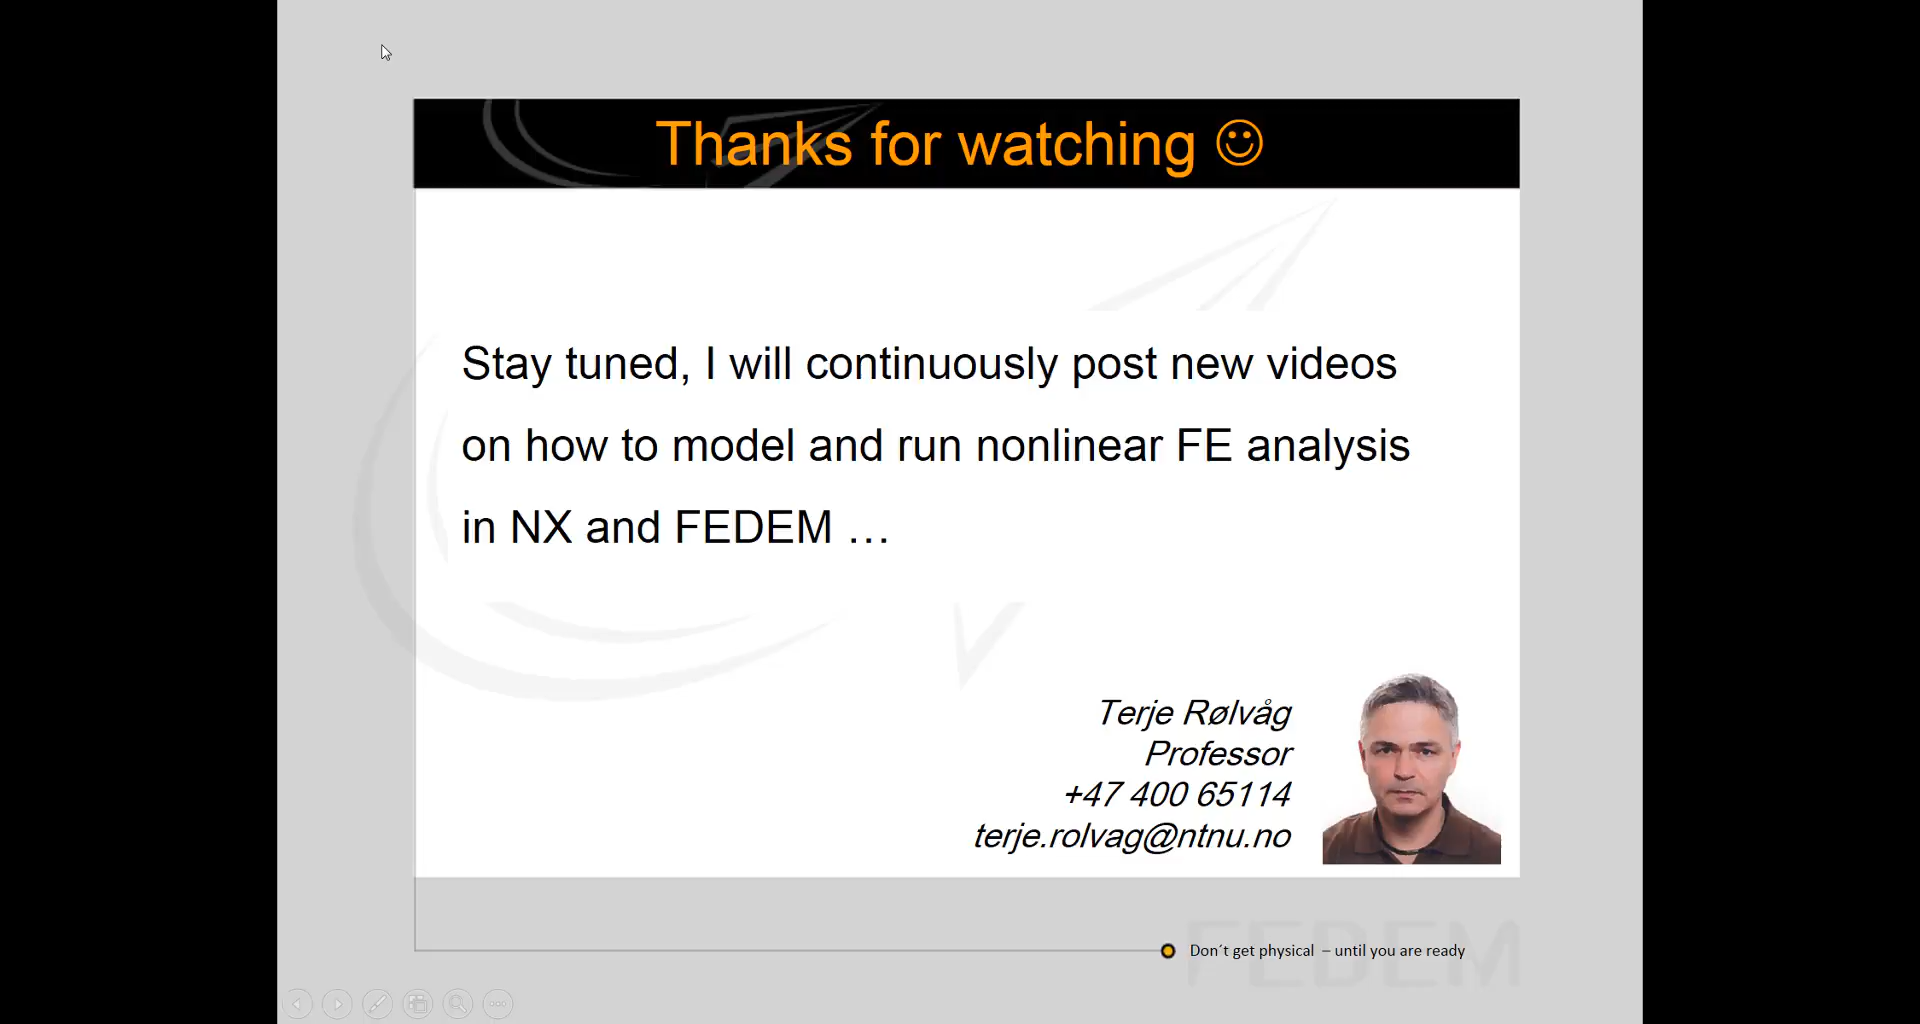 Thanks for watching ☺
Stay tuned, I will continuously post new videos
on how to model and run nonlinear FE analysis
in NX and FEDEM …
Terje Rølvåg
Professor
+47 400 65114
terje.rolvag@ntnu.no
FEDEM
Don´t get physical – until you are ready